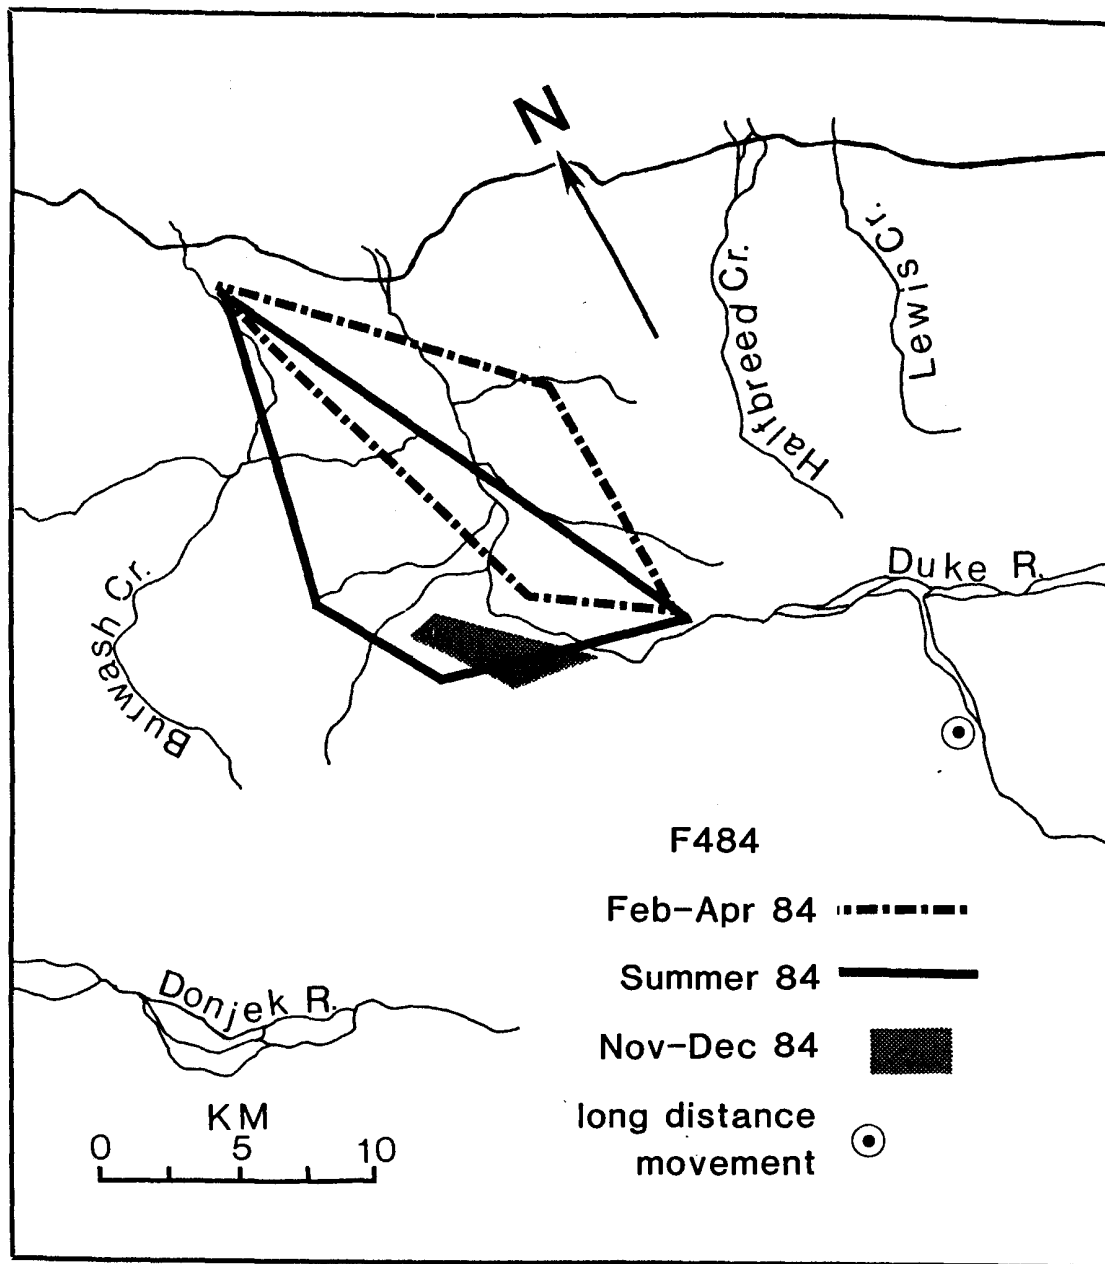 N
Halfbreed Cr.
Lewis Cr.
Duke R.
Burwash Cr.
F484
Feb-Apr 84
Summer 84
Nov-Dec 84
long distance
movement
Donjek R.
KM
0 5 10